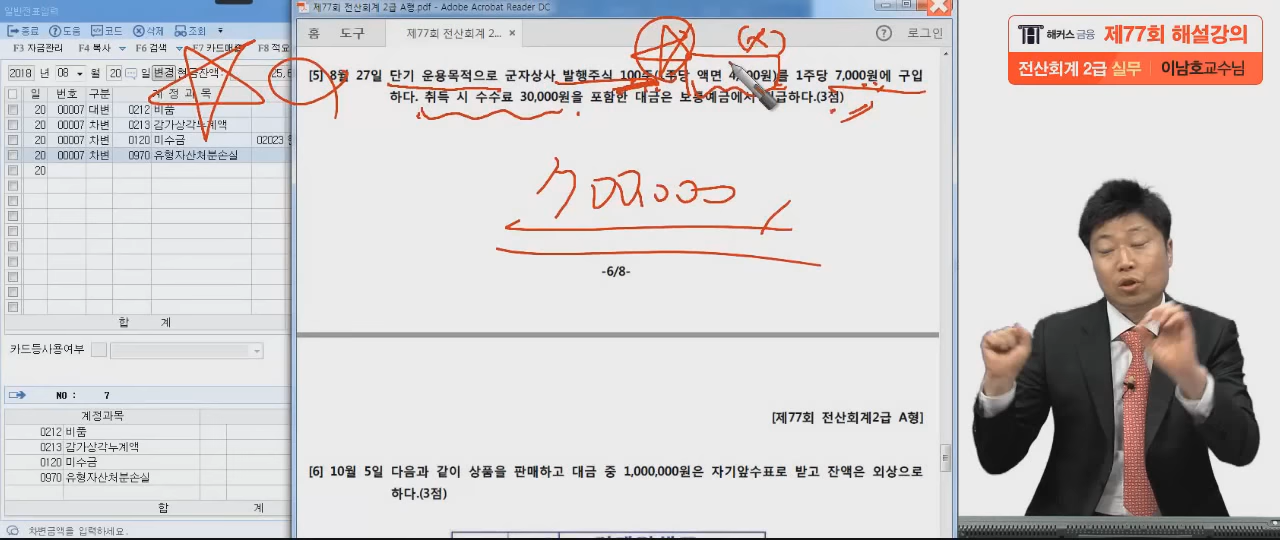 일반전표입력
종료 도움 코드 삭제 조회
F3 자금관리 F4 복사 F6 검색 F7 카드매출 F8 적요
2018 년 08 월 20 일 변경 현금잔액 25,6
일 번호 구분 계 정 과 목
20 00007 대변 0212 비품
20 00007 차변 0213 감가상각누계액
20 00007 차변 0120 미수금 02023
20 00007 차변 0970 유형자산처분손실
20
합 계
카드등사용여부
NO : 7
계정과목
0212 비품
0213 감가상각누계액
0120 미수금
0970 유형자산처분손실
합 계
차변금액을 입력하세요.
제77회 전산회계 2급 A형.pdf - Adobe Acrobat Reader DC
홈 도구 제77회 전산회계 2급... × ? 로그인
[5] 8월 27일 단기 운용목적으로 군자상사 발행주식 100주(1주당 액면 원)를 1주당 7,000원에 구입
하다. 취득 시 수수료 30,000원을 포함한 대금은 보통예금에서 지급하다.(3점)
700,000
-6/8-
[제77회 전산회계2급 A형]
[6] 10월 5일 다음과 같이 상품을 판매하고 대금 중 1,000,000원은 자기앞수표로 받고 잔액은 외상으로
하다.(3점)
해커스 금융 제77회 해설강의
전산회계 2급 실무 이남호교수님